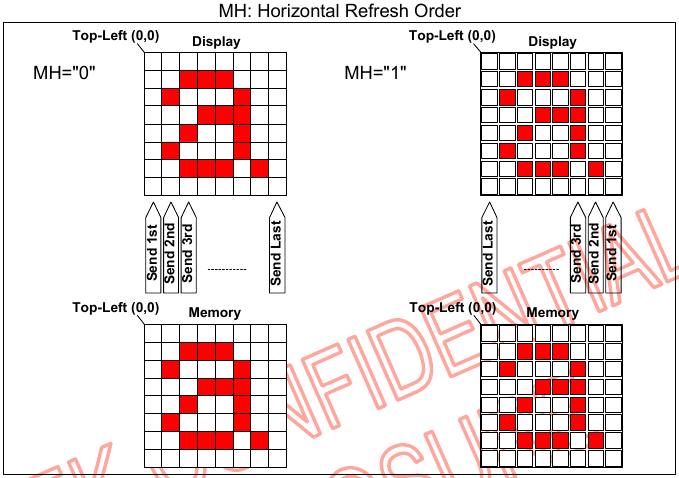 MH: Horizontal Refresh Order
Top-Left (0,0)
Display
Top-Left (0,0)
Display
MH="0"
MH="1"
Send 1st
Send 2nd
Send 3rd
-----------
Send Last
Send Last
----------
Send 3rd
Send 2nd
Send 1st
Top-Left (0,0)
Memory
Top-Left (0,0)
Memory